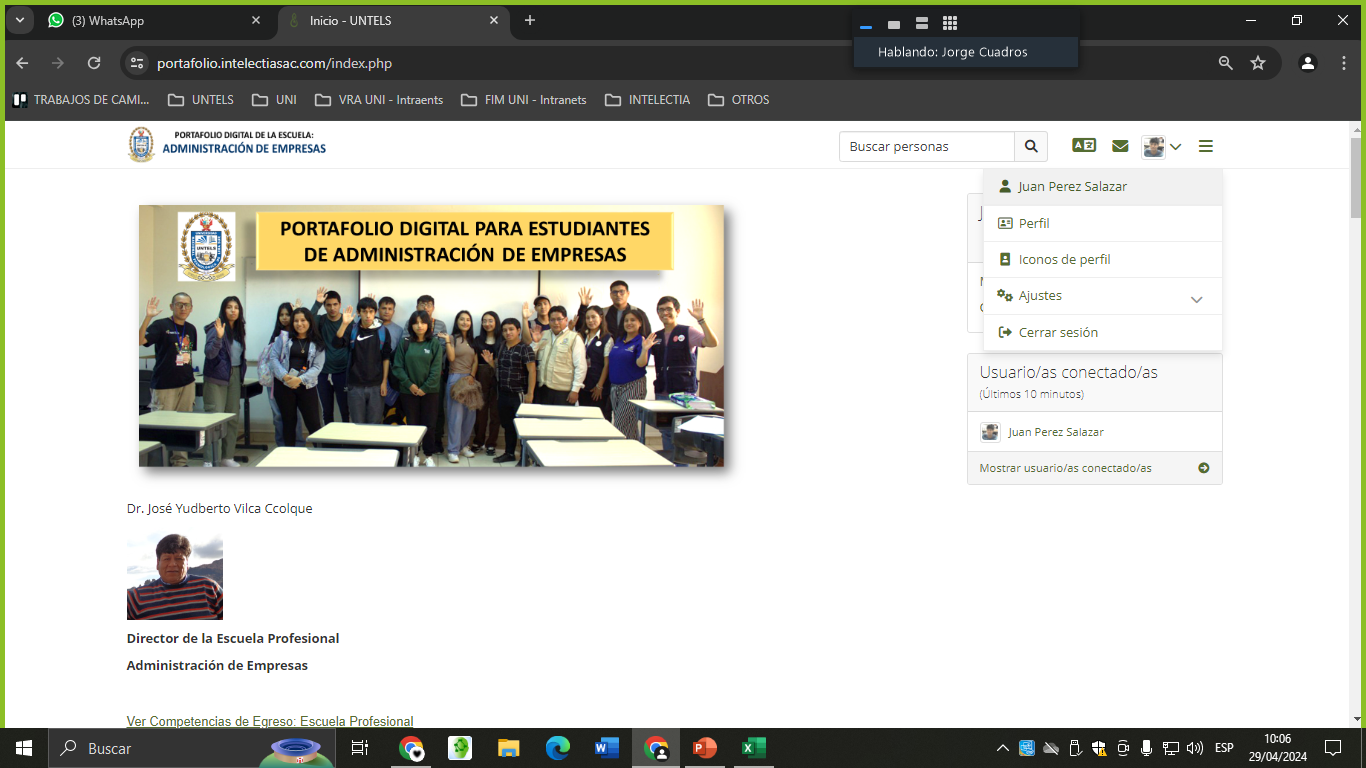 (3) WhatsApp
Inicio - UNTELS
Hablando: Jorge Cuadros
portafolio.intelectiasac.com/index.php
TRABAJOS DE CAMI...
UNTELS
UNI
VRA UNI - Intraents
FIM UNI - Intranets
INTELECTIA
OTROS
PORTAFOLIO DIGITAL DE LA ESCUELA:
ADMINISTRACIÓN DE EMPRESAS
Buscar personas
Juan Perez Salazar
Perfil
Iconos de perfil
Ajustes
Cerrar sesión
PORTAFOLIO DIGITAL PARA ESTUDIANTES
DE ADMINISTRACIÓN DE EMPRESAS
UNTELS
Usuario/as conectado/as
(Últimos 10 minutos)
Juan Perez Salazar
Mostrar usuario/as conectado/as
Dr. José Yudberto Vilca Ccolque
Director de la Escuela Profesional
Administración de Empresas
Ver Competencias de Egreso: Escuela Profesional
Buscar
ESP
10:06
29/04/2024